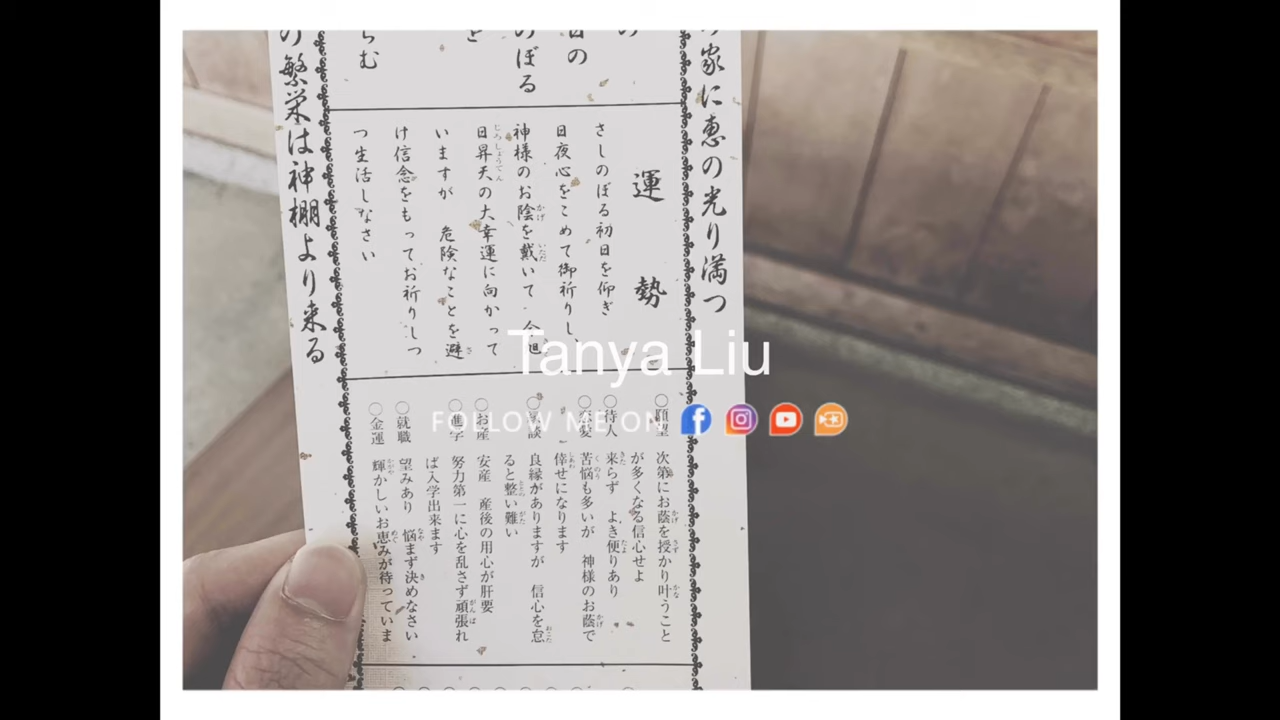 の家に恵の光り満つ
の
日の
のぼる
を
らむ
運勢
さしのぼる初日を仰ぎ
日夜心をこめて御祈りし、
神様のお陰を戴いて
日昇天の大幸運に向かって
いますが 危険なことを避
け信念をもってお祈りしつ
つ生活しなさい
○願望 次第にお蔭を授かり叶うこと
が多くなる信心せよ
○待人 来らず よき便りあり
○恋愛 苦悩も多いが 神様のお蔭で
倖せになります
○縁談 良縁がありますが 信心を怠
ると整い難い
○お産 安産 産後の用心が肝要
○進学 努力第一に心を乱さず頑張れ
ば入学出来ます
○就職 望みあり 悩まず決めなさい
○金運 輝かしいお恵みが待っていま
の繁栄は神棚より来る
Tanya Liu
FOLLOW ME ON